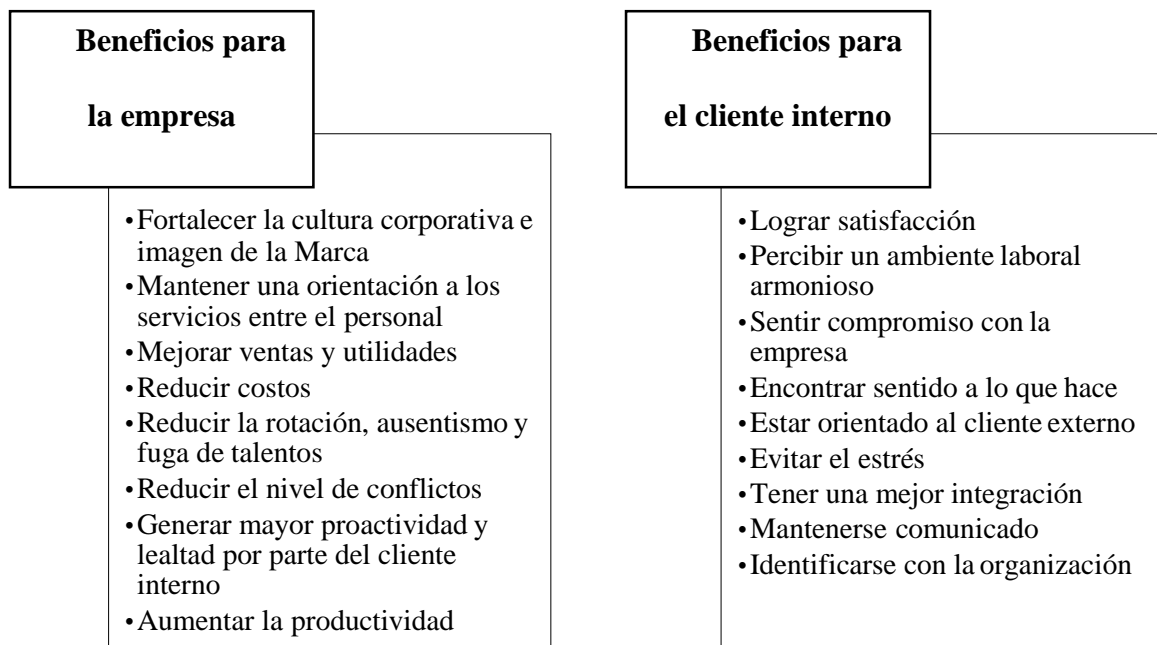 Beneficios para
la empresa
•Fortalecer la cultura corporativa e
imagen de la Marca
•Mantener una orientación a los
servicios entre el personal
•Mejorar ventas y utilidades
•Reducir costos
•Reducir la rotación, ausentismo y
fuga de talentos
•Reducir el nivel de conflictos
•Generar mayor proactividad y
lealtad por parte del cliente
interno
•Aumentar la productividad
Beneficios para
el cliente interno
•Lograr satisfacción
•Percibir un ambiente laboral
armonioso
•Sentir compromiso con la
empresa
•Encontrar sentido a lo que hace
•Estar orientado al cliente externo
•Evitar el estrés
•Tener una mejor integración
•Mantenerse comunicado
•Identificarse con la organización